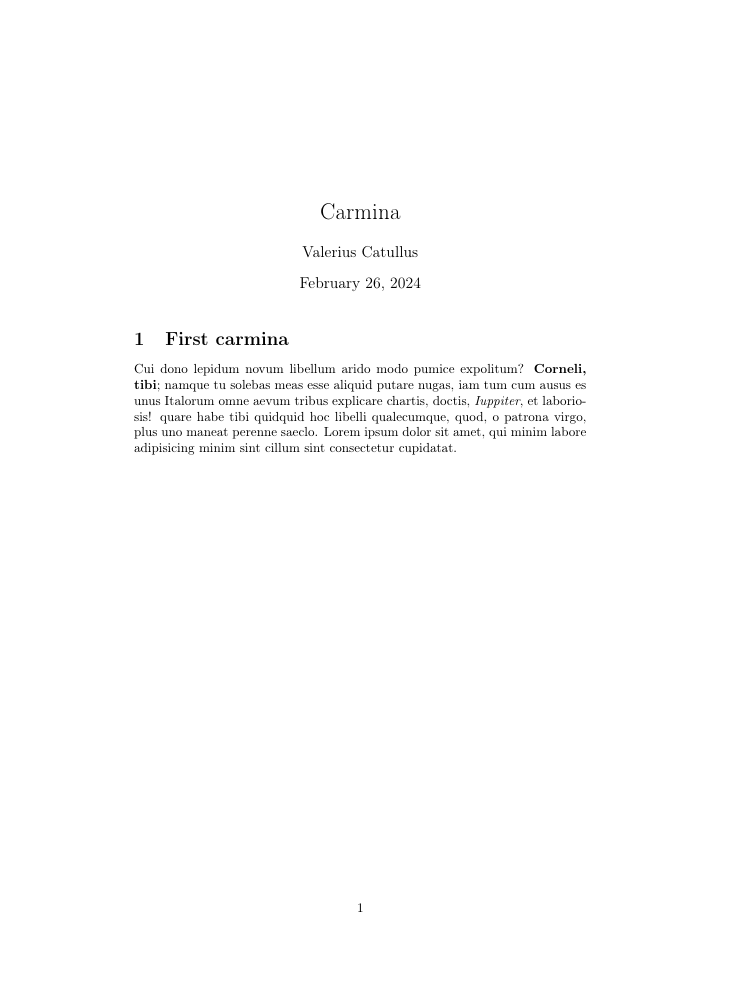 Carmina
Valerius Catullus
February 26, 2024
1 First carmina
Cui dono lepidum novum libellum arido modo pumice expolitum? Corneli,
tibi; namque tu solebas meas esse aliquid putare nugas, iam tum cum ausus es
unus Italorum omne aevum tribus explicare chartis, doctis, Iuppiter, et laborio-
sis! quare habe tibi quidquid hoc libelli qualecumque, quod, o patrona virgo,
plus uno maneat perenne saeclo. Lorem ipsum dolor sit amet, qui minim labore
adipisicing minim sint cillum sint consectetur cupidatat.
1